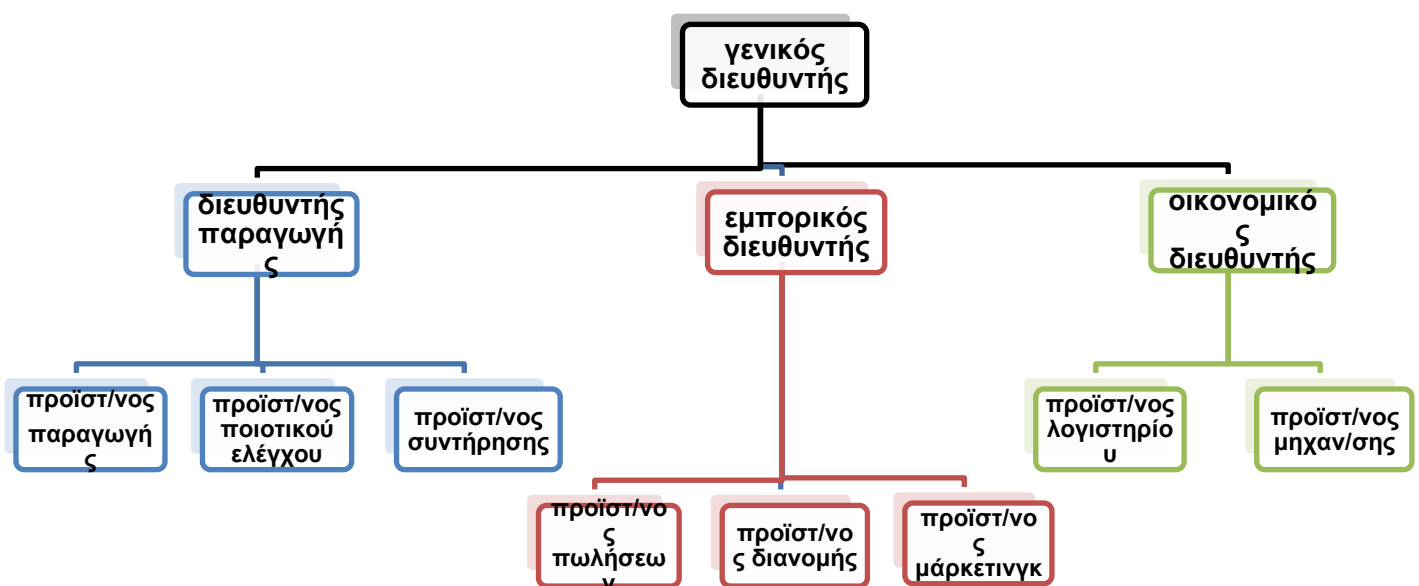 γενικός
διευθυντής
διευθυντής
παραγωγή
ς
εμπορικός
διευθυντής
οικονομικό
ς
διευθυντής
προϊστ/νος
παραγωγή
ς
προϊστ/νος
ποιοτικού
ελέγχου
προϊστ/νος
συντήρησης
προϊστ/νος
λογιστηρίο
υ
προϊστ/νος
μηχαν/σης
προϊστ/νο
ς
πωλήσεω
ν
προϊστ/νο
ς διανομής
προϊστ/νο
ς
μάρκετινγκ